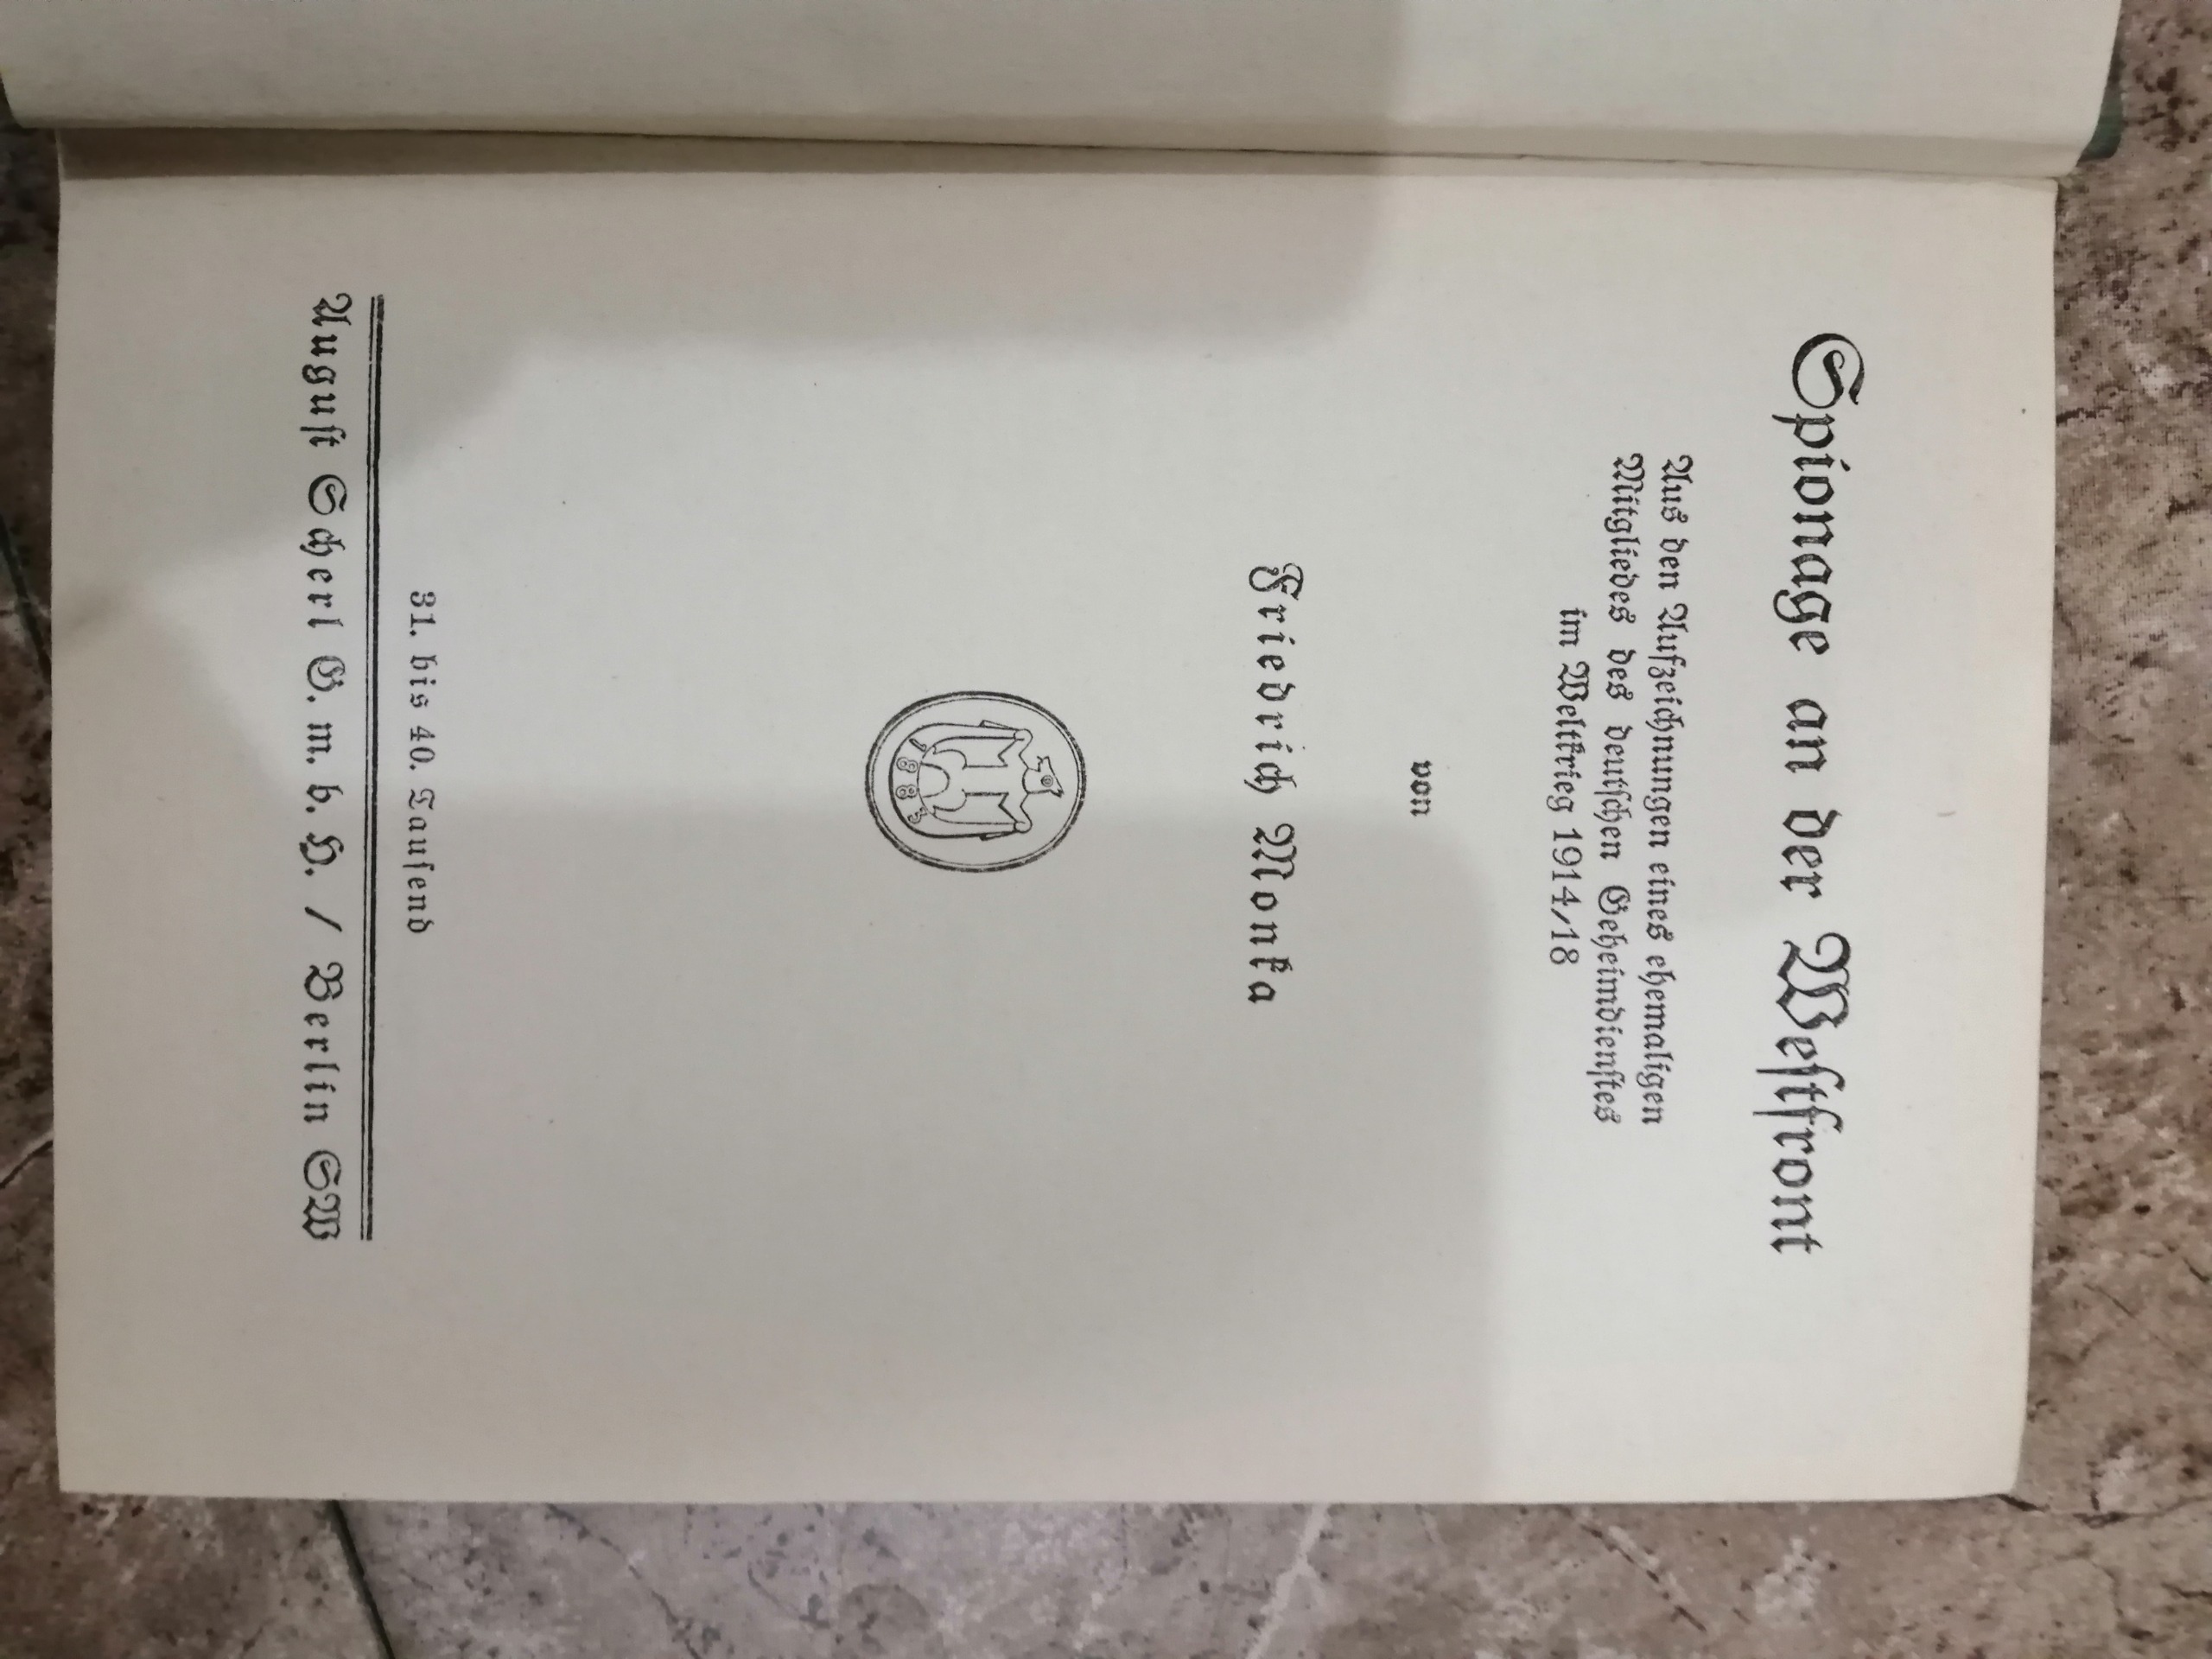 Spionage an der Westfront
Aus den Aufzeichnungen eines ehemaligen
Mitgliedes des deutschen Geheimdienstes
im Weltkrieg 1914/18
von
Friedrich Monka
1883
31. bis 40. Tausend
August Scherl G. m. b. H. / Berlin SW